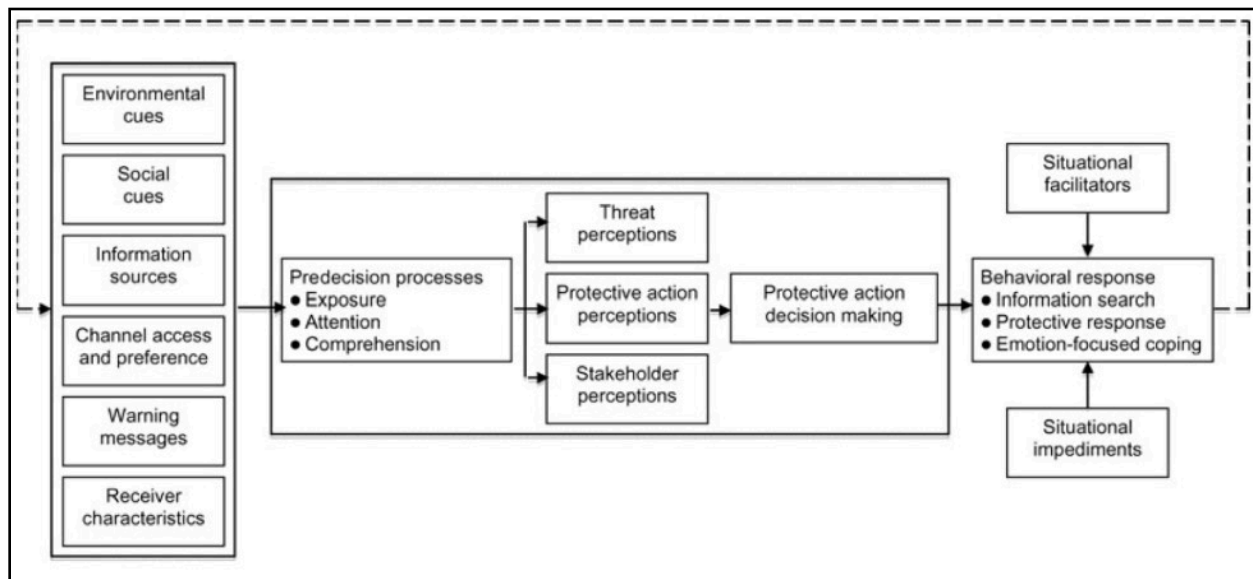 Environmental
cues
Social
cues
Information
sources
Channel access
and preference
Warning
messages
Receiver
characteristics
Predecision processes
● Exposure
● Attention
● Comprehension
Threat
perceptions
Protective action
perceptions
Stakeholder
perceptions
Protective action
decision making
Situational
facilitators
Behavioral response
● Information search
● Protective response
● Emotion-focused coping
Situational
impediments